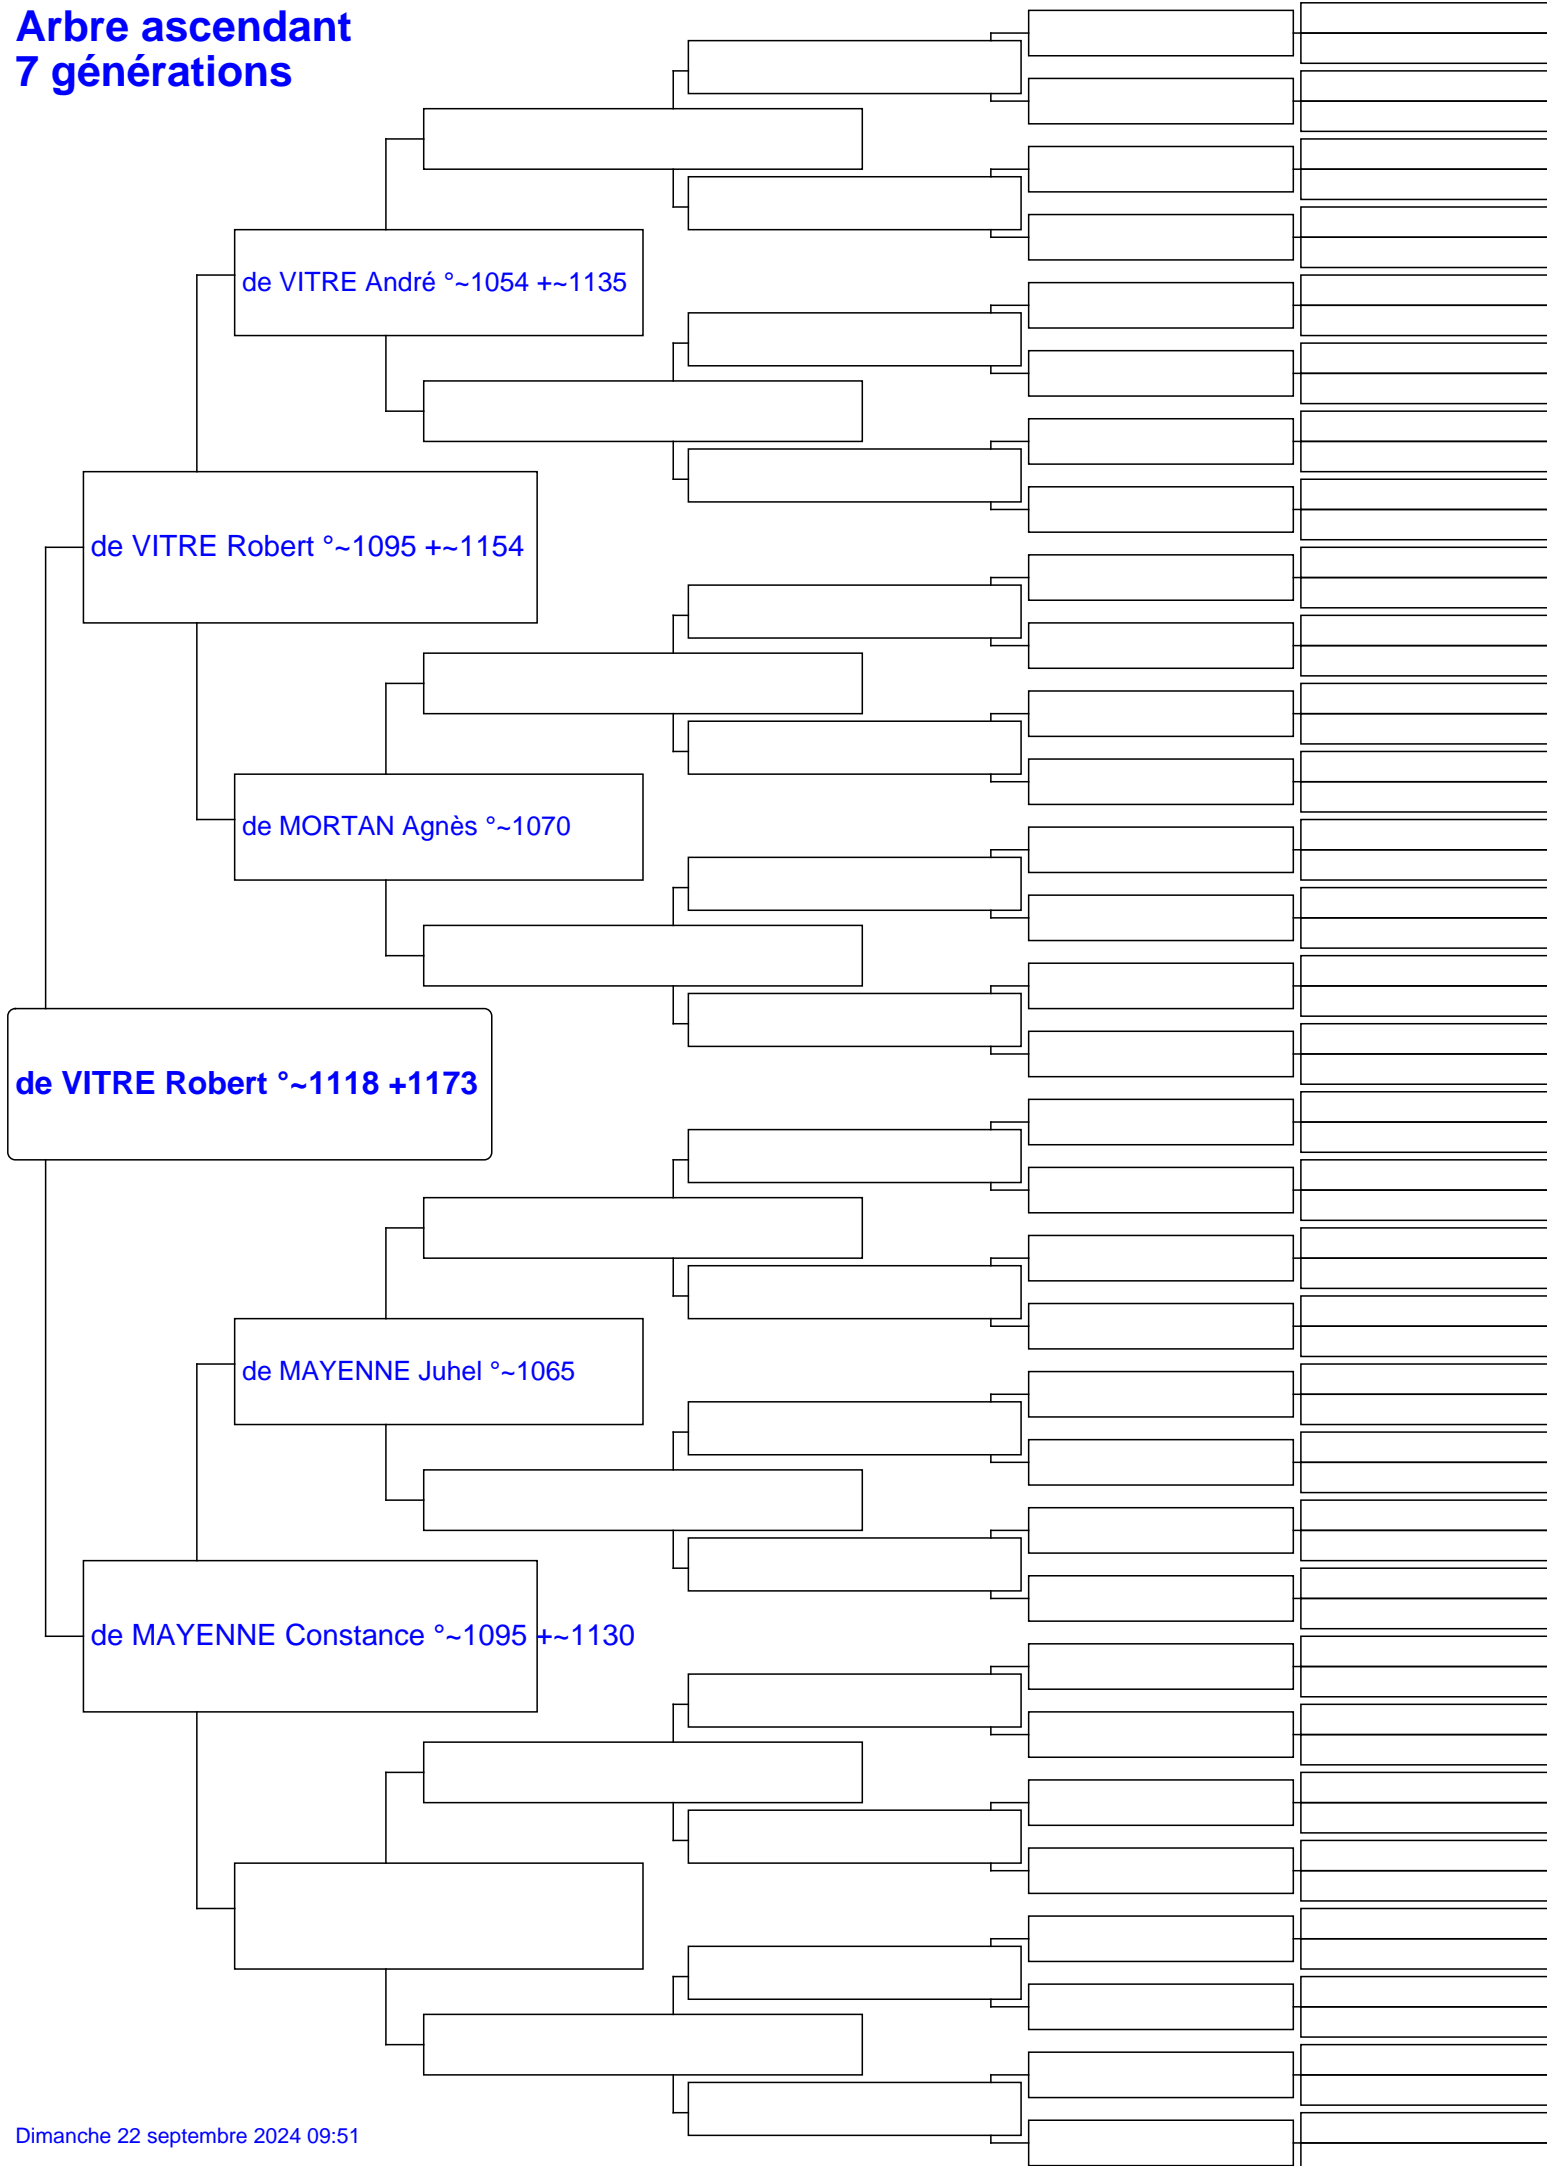 Arbre ascendant
7 générations
de VITRE André °~1054 +~1135
de VITRE Robert °~1095 +~1154
de MORTAN Agnès °~1070
de VITRE Robert °~1118 +1173
de MAYENNE Juhel °~1065
de MAYENNE Constance °~1095 +~1130
Dimanche 22 septembre 2024 09:51